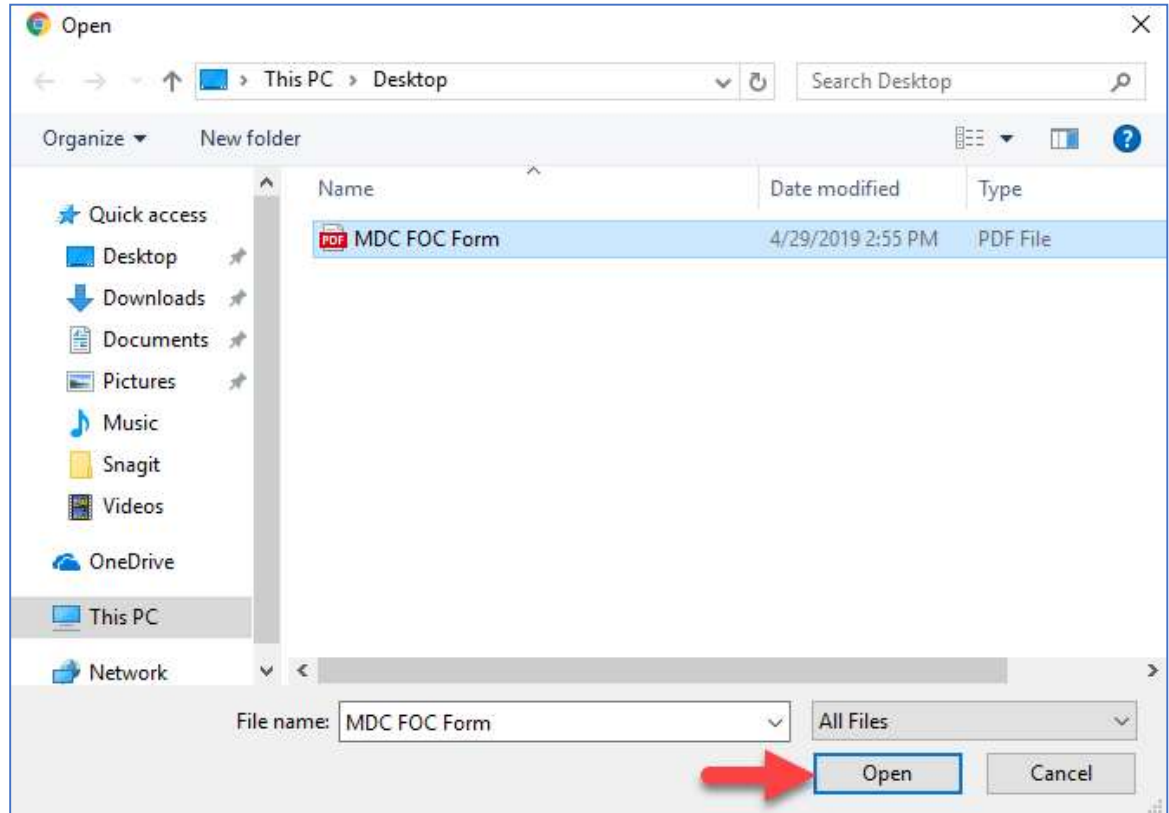 Open
This PC > Desktop
Search Desktop
Organize
New folder
Name
Date modified
Type
Quick access
Desktop
Downloads
Documents
Pictures
Music
Snagit
Videos
OneDrive
This PC
Network
PDF MDC FOC Form 4/29/2019 2:55 PM PDF File
File name: MDC FOC Form
All Files
Open
Cancel